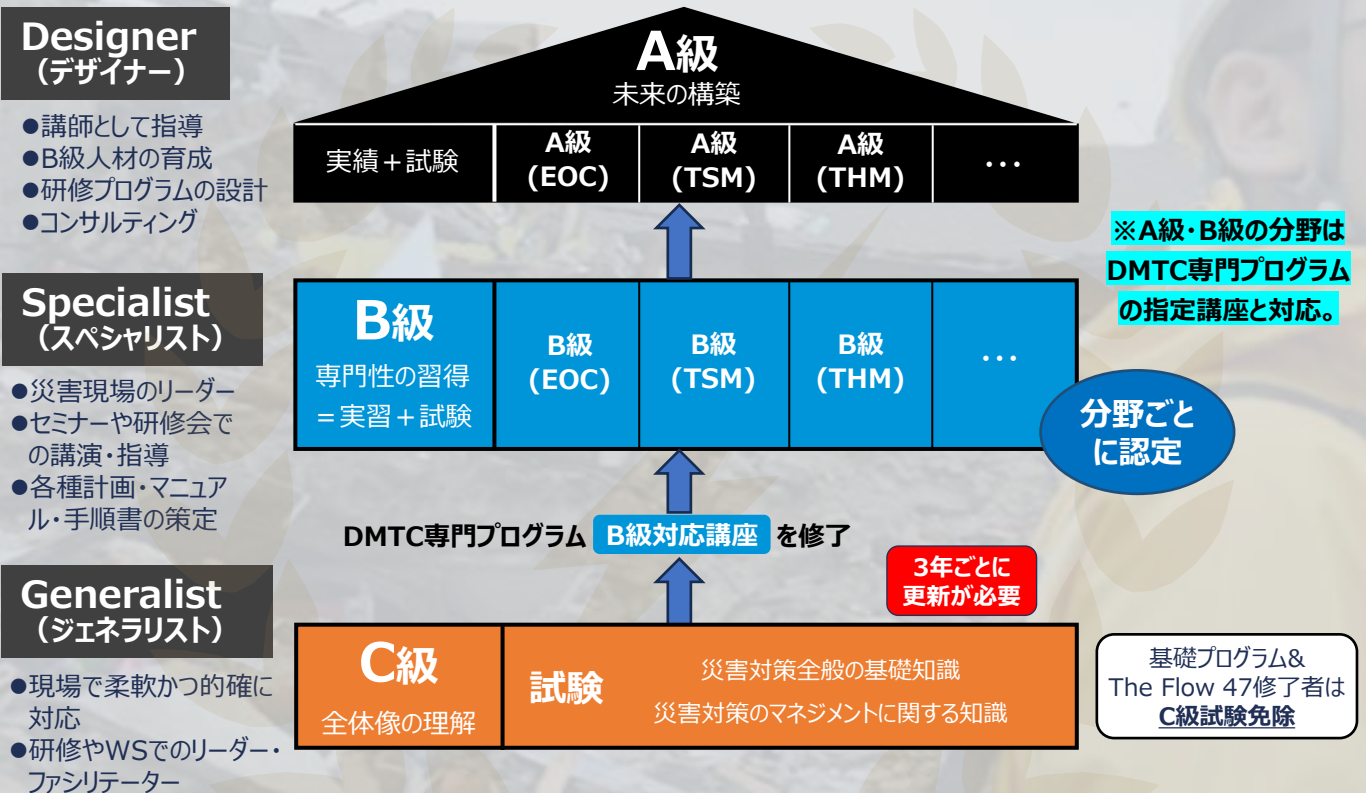 Designer
（デザイナー）
●講師として指導
●B級人材の育成
●研修プログラムの設計
●コンサルティング
A級
未来の構築
実績＋試験
A級
(EOC)
A級
(TSM)
A級
(THM)
…
※A級・B級の分野は
DMTC専門プログラム
の指定講座と対応。
Specialist
（スペシャリスト）
●災害現場のリーダー
●セミナーや研修会で
の講演・指導
●各種計画・マニュア
ル・手順書の策定
B級
専門性の習得
＝実習＋試験
B級
(EOC)
B級
(TSM)
B級
(THM)
…
分野ごと
に認定
DMTC専門プログラム B級対応講座 を修了
3年ごとに
更新が必要
Generalist
（ジェネラリスト）
●現場で柔軟かつ的確に
対応
●研修やWSでのリーダー・
ファシリテーター
C級
全体像の理解
試験
災害対策全般の基礎知識
災害対策のマネジメントに関する知識
基礎プログラム&
The Flow 47修了者は
C級試験免除